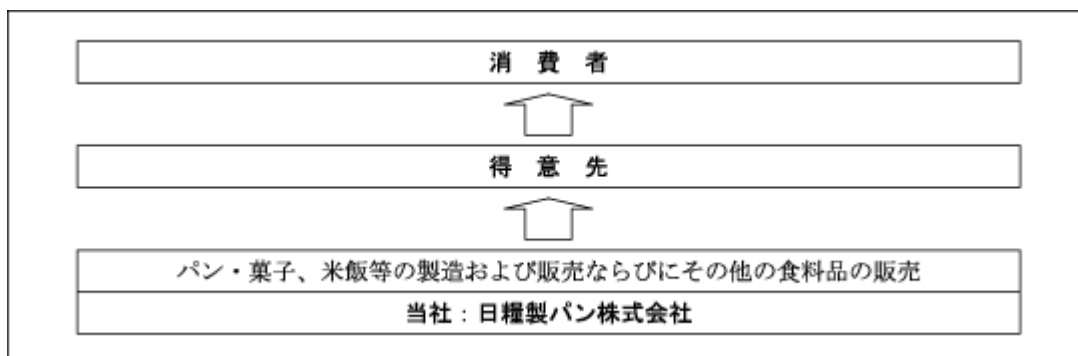 消 費 者
得 意 先
パン・菓子、米飯等の製造および販売ならびにその他の食料品の販売
当社：日糧製パン株式会社